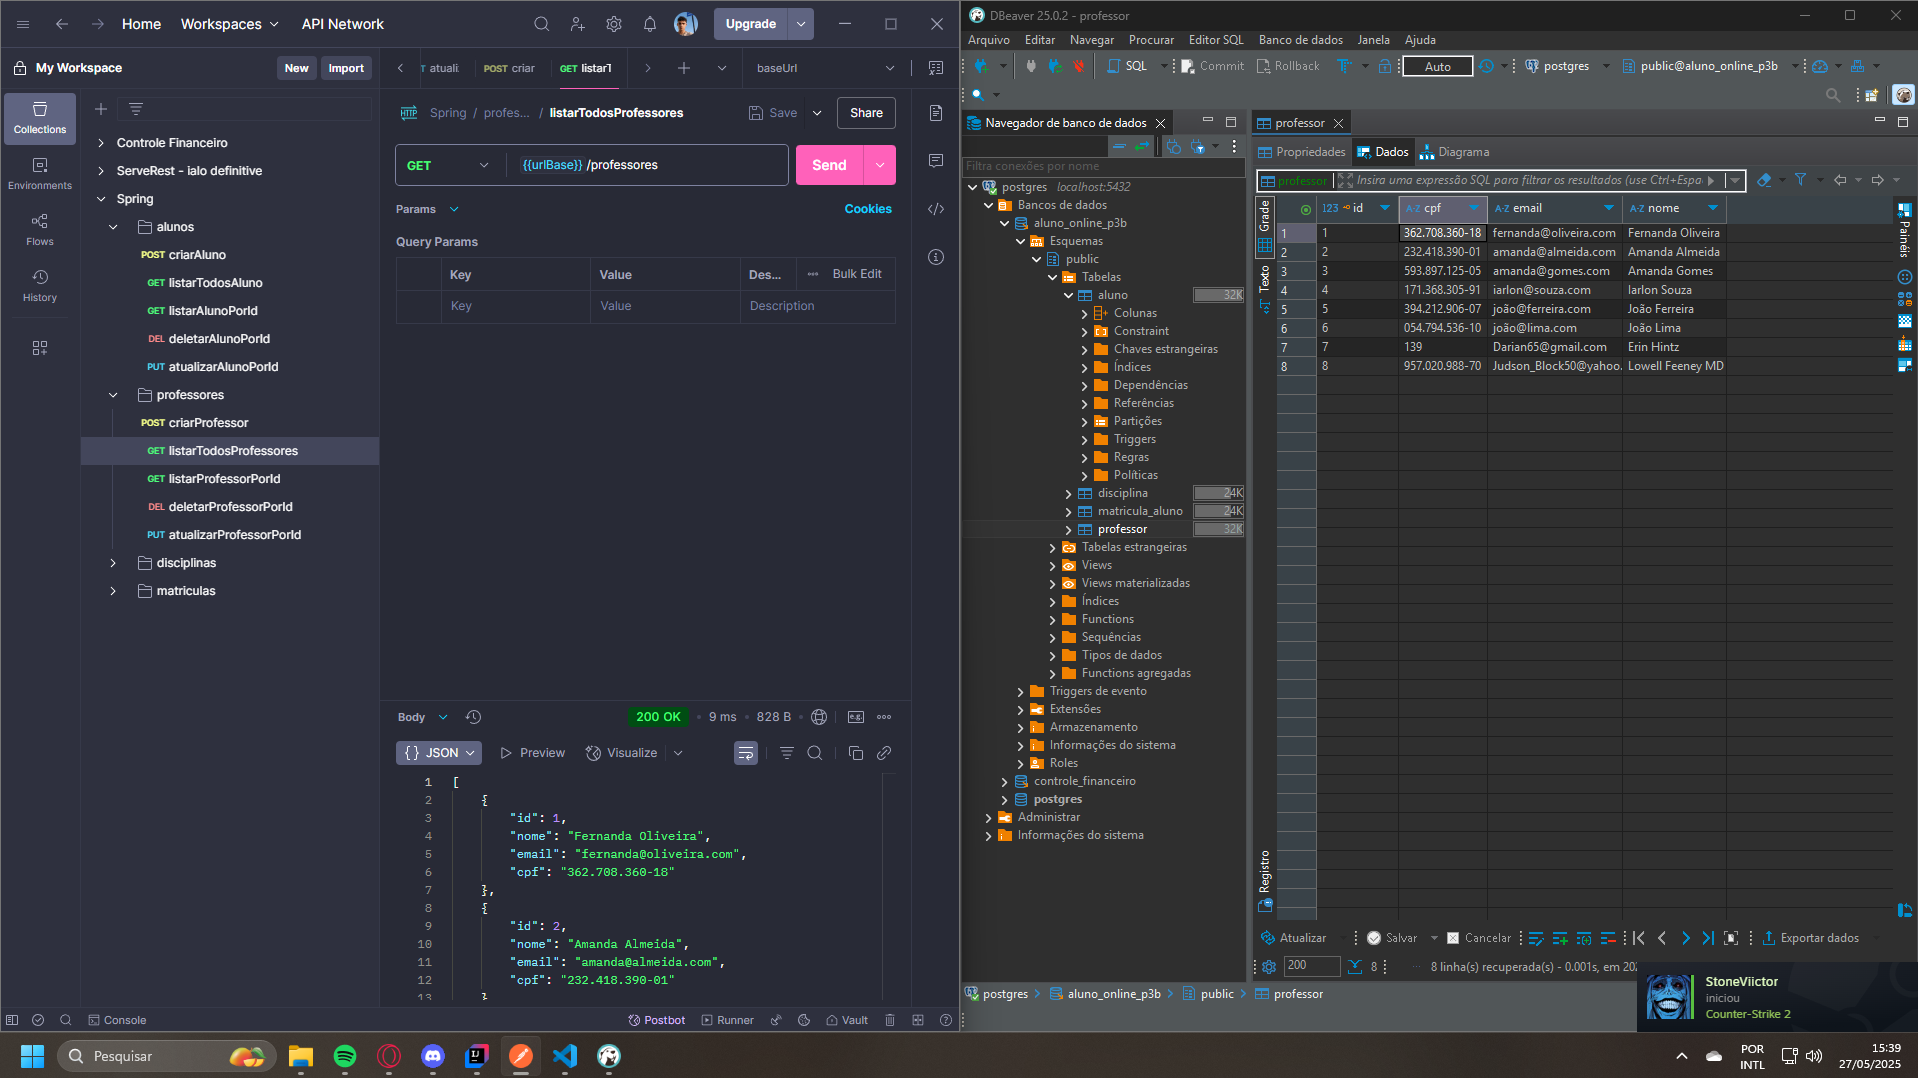 Home
Workspaces
API Network
Upgrade
My Workspace
New
Import
atuali
POST criar
GET listarT
baseUrl
Collections
Environments
Flows
History
Controle Financeiro
ServeRest - ialo definitive
Spring
alunos
POST criarAluno
GET listarTodosAluno
GET listarAlunoPorId
DEL deletarAlunoPorId
PUT atualizarAlunoPorId
professores
POST criarProfessor
GET listarTodosProfessores
GET listarProfessorPorId
DEL deletarProfessorPorId
PUT atualizarProfessorPorId
disciplinas
matriculas
HTTP Spring / profes... / listarTodosProfessores
Save
Share
GET
{{urlBase}} /professores
Send
Params
Cookies
Query Params
Key Value Des... Bulk Edit
Key Value Description
Body
200 OK • 9 ms • 828 B
{} JSON
Preview
Visualize
1 [
2 {
3 "id": 1,
4 "nome": "Fernanda Oliveira",
5 "email": "fernanda@oliveira.com",
6 "cpf": "362.708.360-18"
7 },
8 {
9 "id": 2,
10 "nome": "Amanda Almeida",
11 "email": "amanda@almeida.com",
12 "cpf": "232.418.390-01"
13 }
Console
Postbot
Runner
Vault
DBeaver 25.0.2 - professor
Arquivo Editar Navegar Procurar Editor SQL Banco de dados Janela Ajuda
SQL Commit Rollback Auto postgres public@aluno_online_p3b
Navegador de banco de dados
Filtra conexões por nome
postgres localhost:5432
Bancos de dados
aluno_online_p3b
Esquemas
public
Tabelas
aluno 32K
Colunas
Constraint
Chaves estrangeiras
Índices
Dependências
Referências
Partições
Triggers
Regras
Políticas
disciplina 24K
matricula_aluno 24K
professor 32K
Tabelas estrangeiras
Views
Views materializadas
Índices
Functions
Sequências
Tipos de dados
Functions agregadas
Triggers de evento
Extensões
Armazenamento
Informações do sistema
Roles
controle_financeiro
postgres
Administrar
Informações do sistema
professor
Propriedades
Dados
Diagrama
professor
Insira uma expressão SQL para filtrar os resultados (use Ctrl+Espa
Grade
Texto
Registro
Painéis
123 id A-Z cpf A-Z email A-Z nome
1 1 362.708.360-18 fernanda@oliveira.com Fernanda Oliveira
2 2 232.418.390-01 amanda@almeida.com Amanda Almeida
3 3 593.897.125-05 amanda@gomes.com Amanda Gomes
4 4 171.368.305-91 iarlon@souza.com Iarlon Souza
5 5 394.212.906-07 joão@ferreira.com João Ferreira
6 6 054.794.536-10 joão@lima.com João Lima
7 7 139 Darian65@gmail.com Erin Hintz
8 8 957.020.988-70 Judson_Block50@yahoo. Lowell Feeney MD
Atualizar
Salvar
Cancelar
Exportar dados
200
8
8 linha(s) recuperada(s) - 0.001s, em 202
postgres aluno_online_p3b public professor
StoneViictor
iniciou
Counter-Strike 2
Pesquisar
POR
INTL
15:39
27/05/2025